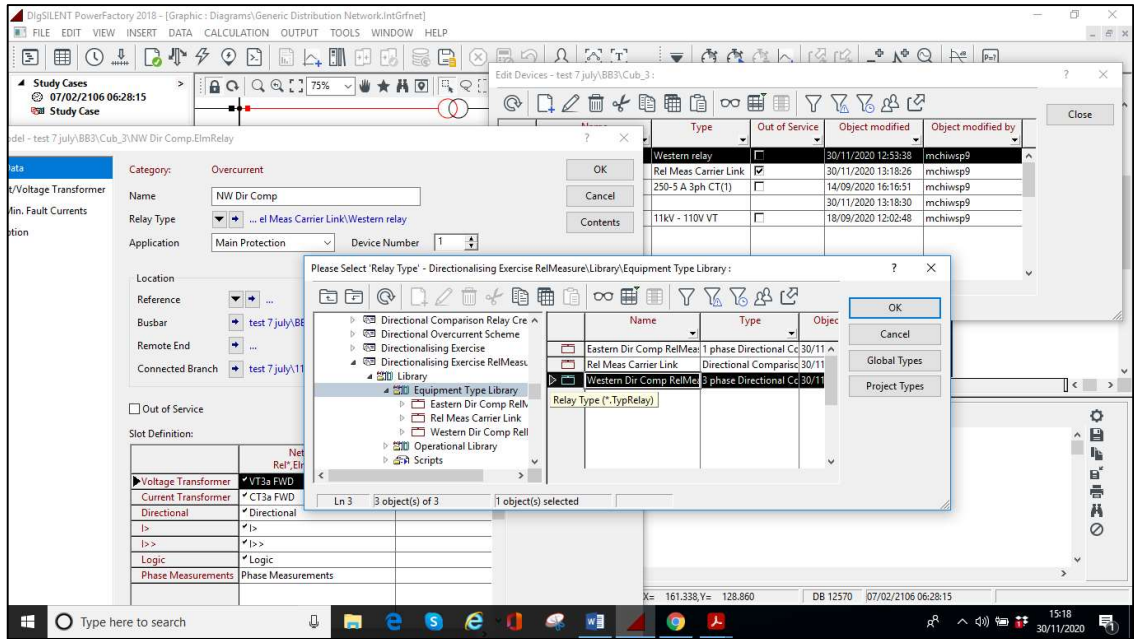 DIgSILENT PowerFactory 2018 - [Graphic : Diagrams\Generic Distribution Network.IntGrfnet]
FILE EDIT VIEW INSERT DATA CALCULATION OUTPUT TOOLS WINDOW HELP
Study Cases
07/02/2106 06:28:15
Study Case
75%
Edit Devices - test 7 july\BB3\Cub_3 :
Close
Type Out of Service Object modified Object modified by
Western relay 30/11/2020 12:53:38 mchiwsp9
Rel Meas Carrier Link 30/11/2020 13:18:26 mchiwsp9
250-5 A 3ph CT(1) 14/09/2020 16:16:51 mchiwsp9
30/11/2020 13:18:30 mchiwsp9
11kV - 110V VT 18/09/2020 12:02:48 mchiwsp9
odel - test 7 july\BB3\Cub_3\NW Dir Comp.ElmRelay
ata
t/Voltage Transformer
Min. Fault Currents
ption
Category: Overcurrent
Name NW Dir Comp
Relay Type ... el Meas Carrier Link\Western relay
Application Main Protection Device Number 1
OK
Cancel
Contents
Location
Reference ...
Busbar test 7 july\BB
Remote End ...
Connected Branch test 7 july\11
Out of Service
Slot Definition:
Net
Rel*,Elm
Voltage Transformer VT3a FWD
Current Transformer CT3a FWD
Directional Directional
I> I>
I>> I>>
Logic Logic
Phase Measurements Phase Measurements
Please Select 'Relay Type' - Directionalising Exercise RelMeasure\Library\Equipment Type Library :
OK
Cancel
Global Types
Project Types
Directional Comparison Relay Cre
Directional Overcurrent Scheme
Directionalising Exercise
Directionalising Exercise RelMeasu
Library
Equipment Type Library
Eastern Dir Comp RelM
Rel Meas Carrier Link
Western Dir Comp Rel
Operational Library
Scripts
Name Type Objec
Eastern Dir Comp RelMeas 1 phase Directional Cc 30/11
Rel Meas Carrier Link Directional Comparisc 30/11
Western Dir Comp RelMea 3 phase Directional Cc 30/11
Relay Type (*.TypRelay)
Ln 3 3 object(s) of 3 1 object(s) selected
X= 161.338,Y= 128.860 DB 12570 07/02/2106 06:28:15
Type here to search
15:18
30/11/2020